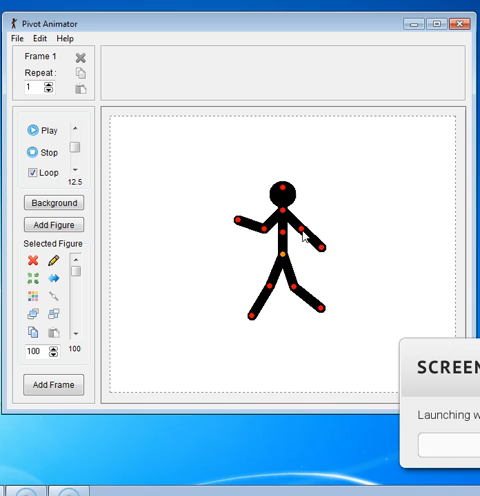 Pivot Animator
File Edit Help
Frame 1
Repeat :
1
Play
Stop
Loop
12.5
Background
Add Figure
Selected Figure
100
100
Add Frame
SCREEN
Launching w